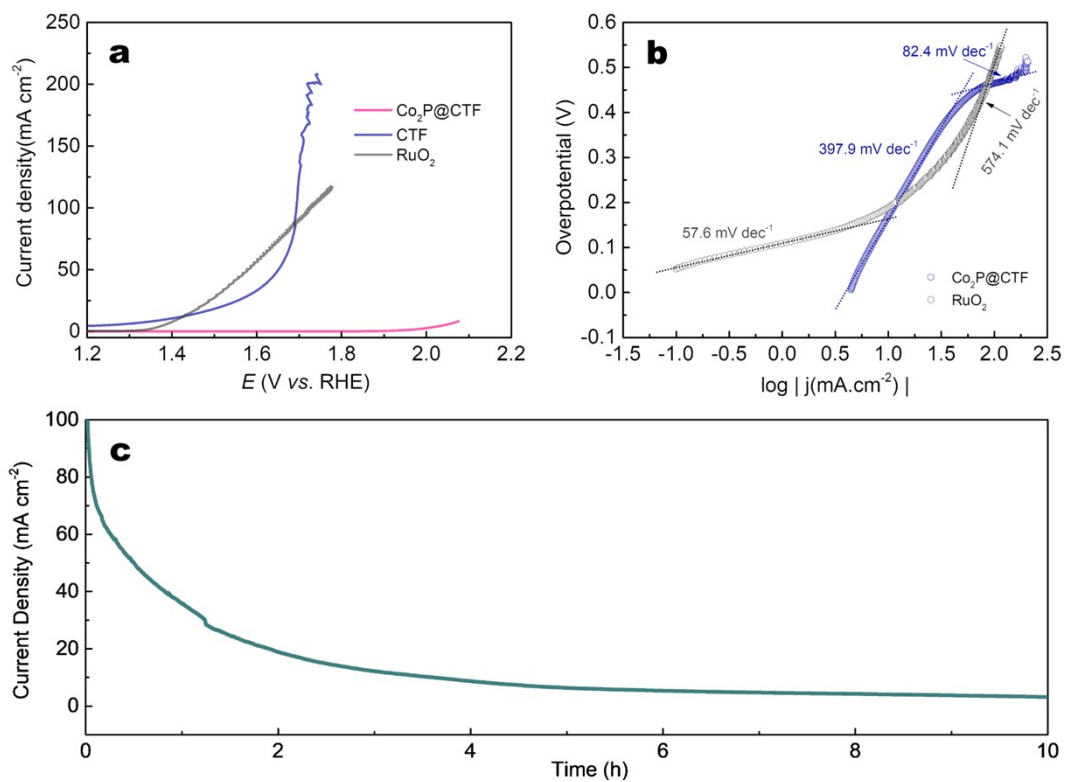 a
Current density(mA cm⁻²)
250
200
150
100
50
0
1.2
1.4
1.6
1.8
2.0
2.2
E (V vs. RHE)
Co₂P@CTF
CTF
RuO₂
b
Overpotential (V)
0.6
0.5
0.4
0.3
0.2
0.1
0.0
-0.1
-1.5
-1.0
-0.5
0.0
0.5
1.0
1.5
2.0
2.5
log | j(mA.cm⁻²) |
82.4 mV dec⁻¹
397.9 mV dec⁻¹
574.1 mV dec⁻¹
57.6 mV dec⁻¹
Co₂P@CTF
RuO₂
c
Current Density (mA cm⁻²)
100
80
60
40
20
0
0
2
4
6
8
10
Time (h)